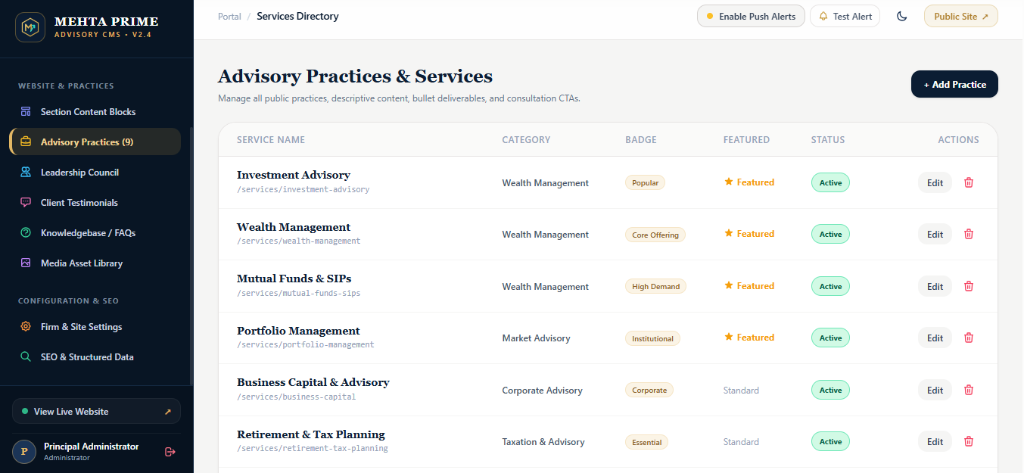 MEHTA PRIME
ADVISORY CMS • V2.4
WEBSITE & PRACTICES
Section Content Blocks
Advisory Practices (9)
Leadership Council
Client Testimonials
Knowledgebase / FAQs
Media Asset Library
CONFIGURATION & SEO
Firm & Site Settings
SEO & Structured Data
View Live Website ↗
P
Principal Administrator
Administrator
Portal / Services Directory
Enable Push Alerts
Test Alert
Public Site ↗
Advisory Practices & Services
Manage all public practices, descriptive content, bullet deliverables, and consultation CTAs.
+ Add Practice
SERVICE NAME CATEGORY BADGE FEATURED STATUS ACTIONS
Investment Advisory
/services/investment-advisory
Wealth Management Popular ★ Featured Active Edit
Wealth Management
/services/wealth-management
Wealth Management Core Offering ★ Featured Active Edit
Mutual Funds & SIPs
/services/mutual-funds-sips
Wealth Management High Demand ★ Featured Active Edit
Portfolio Management
/services/portfolio-management
Market Advisory Institutional ★ Featured Active Edit
Business Capital & Advisory
/services/business-capital
Corporate Advisory Corporate Standard Active Edit
Retirement & Tax Planning
/services/retirement-tax-planning
Taxation & Advisory Essential Standard Active Edit